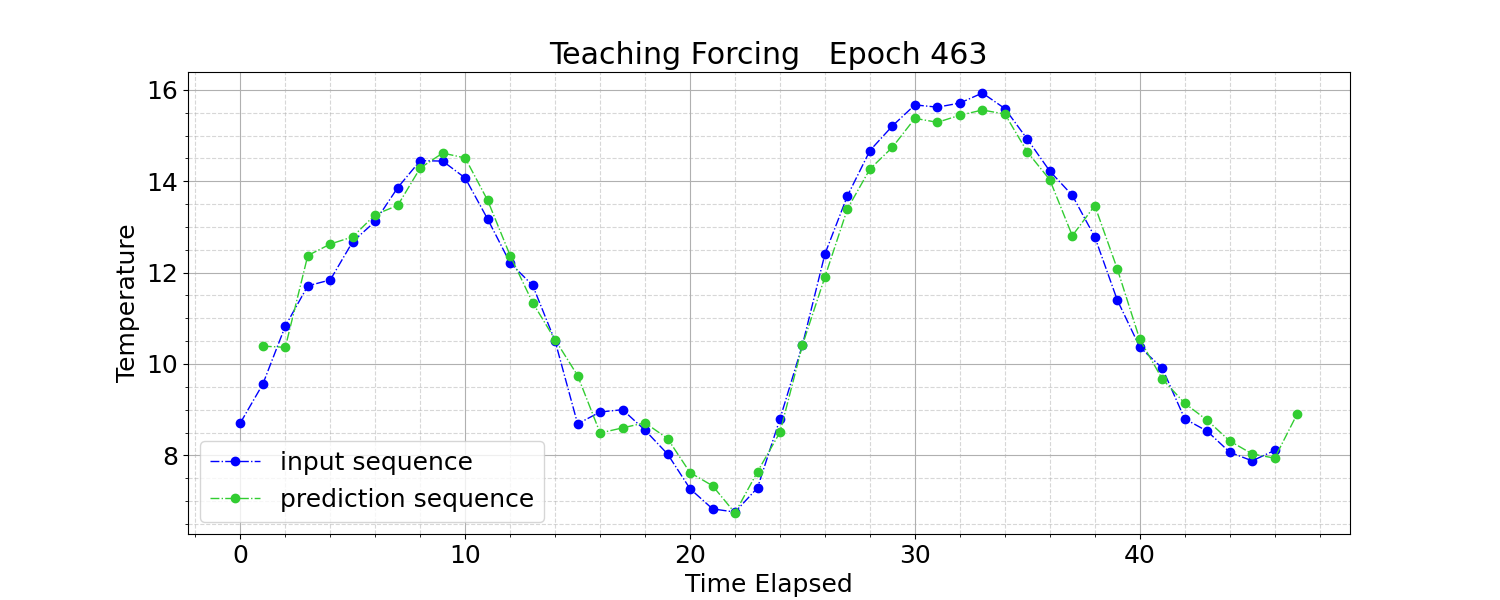 Teaching Forcing   Epoch 463
16
14
12
10
8
Temperature
input sequence
prediction sequence
0 10 20 30 40
Time Elapsed